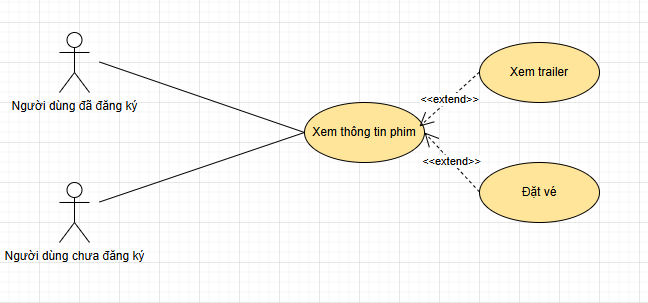 Người dùng đã đăng ký
Người dùng chưa đăng ký
Xem thông tin phim
<<extend>>
<<extend>>
Xem trailer
Đặt vé